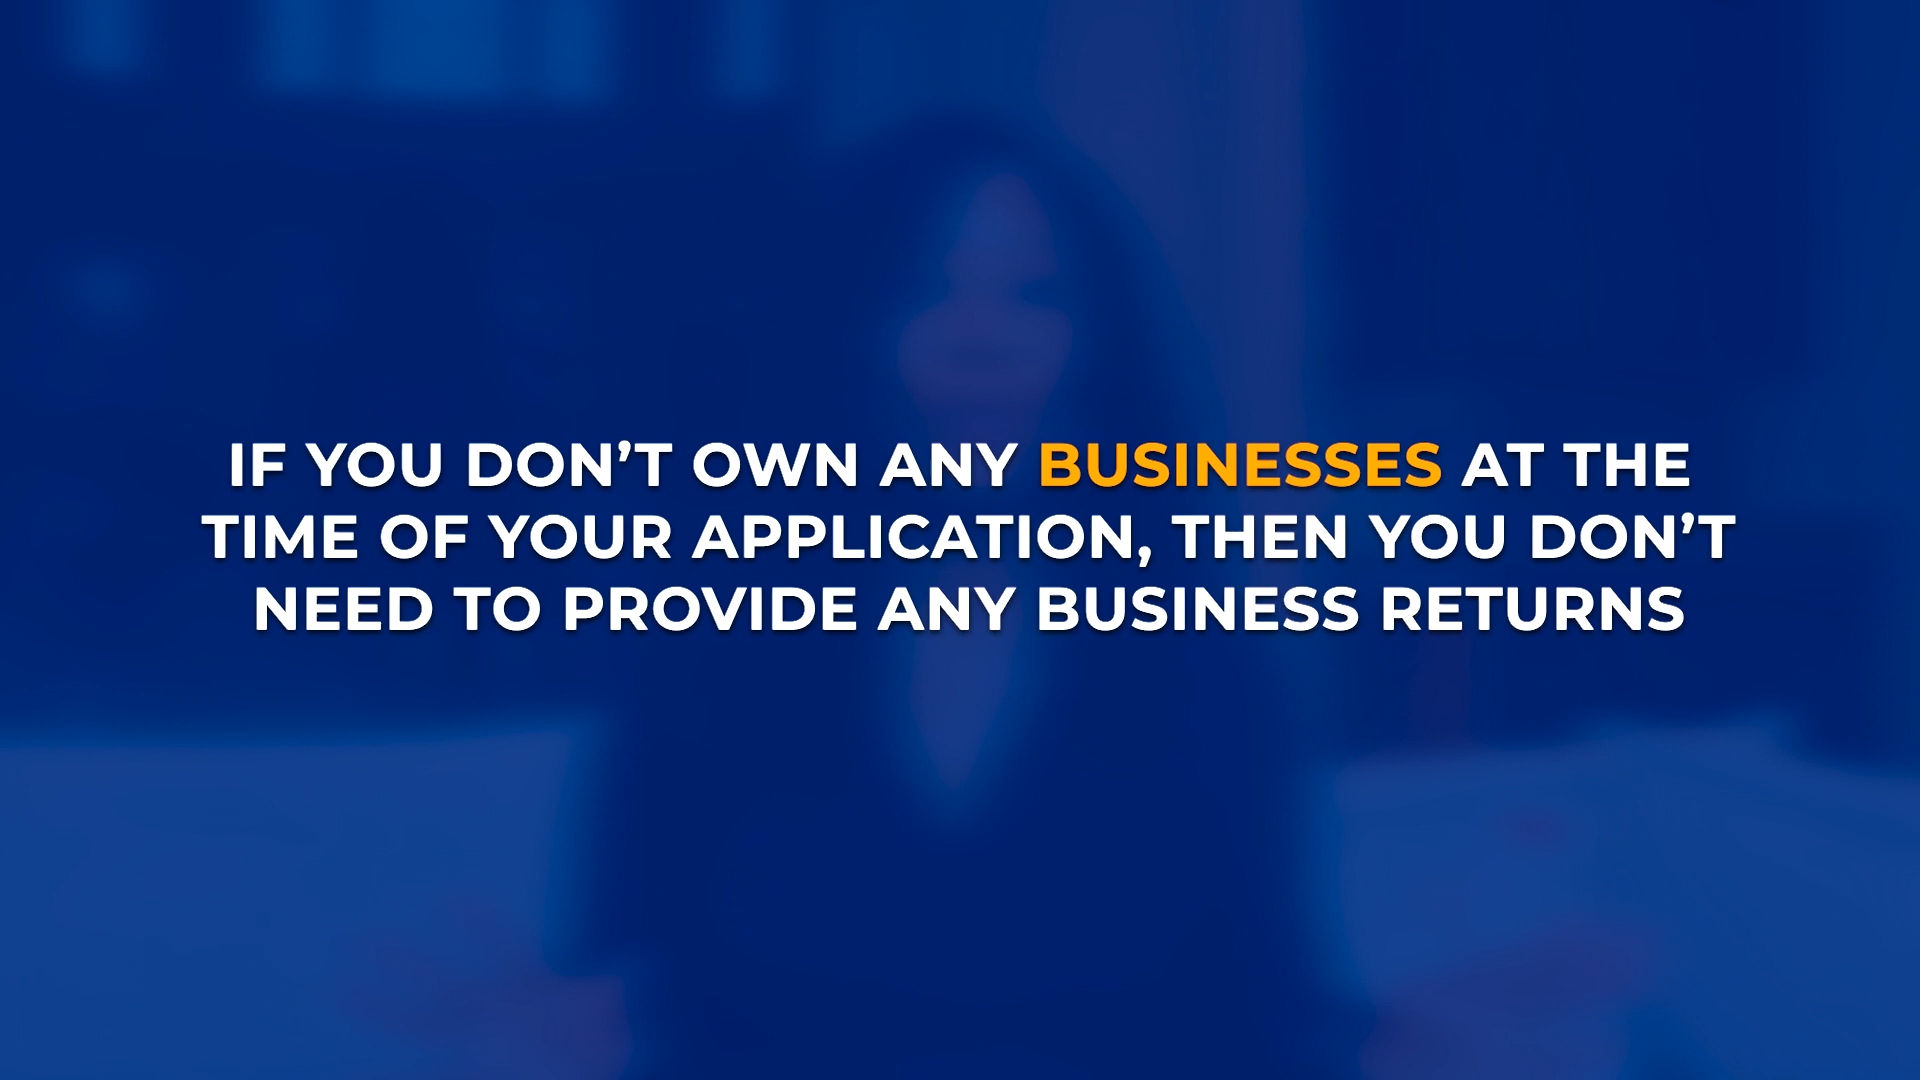 IF YOU DON’T OWN ANY BUSINESSES AT THE
TIME OF YOUR APPLICATION, THEN YOU DON’T
NEED TO PROVIDE ANY BUSINESS RETURNS